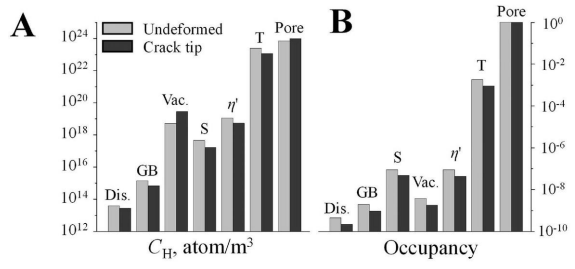 A
Undeformed
Crack tip
10^24
10^22
10^20
10^18
10^16
10^14
10^12
Dis.
GB
Vac.
S
η'
T
Pore
C_H, atom/m^3
B
Dis.
GB
S
Vac.
η'
T
Pore
10^0
10^-2
10^-4
10^-6
10^-8
10^-10
Occupancy